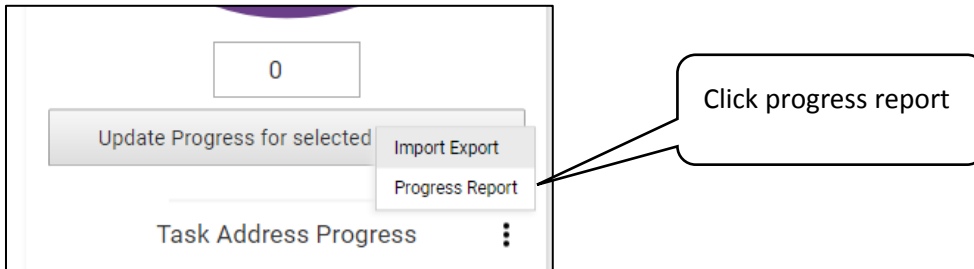 0
Update Progress for selected
Import Export
Progress Report
Task Address Progress
Click progress report